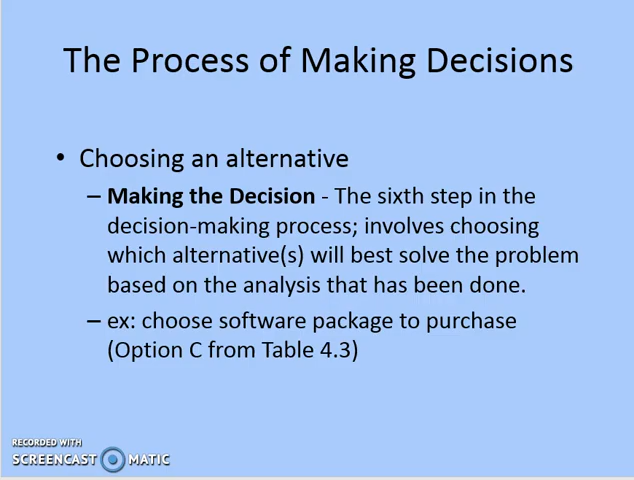 The Process of Making Decisions
• Choosing an alternative
– Making the Decision - The sixth step in the
decision-making process; involves choosing
which alternative(s) will best solve the problem
based on the analysis that has been done.
– ex: choose software package to purchase
(Option C from Table 4.3)
RECORDED WITH
SCREENCAST MATIC